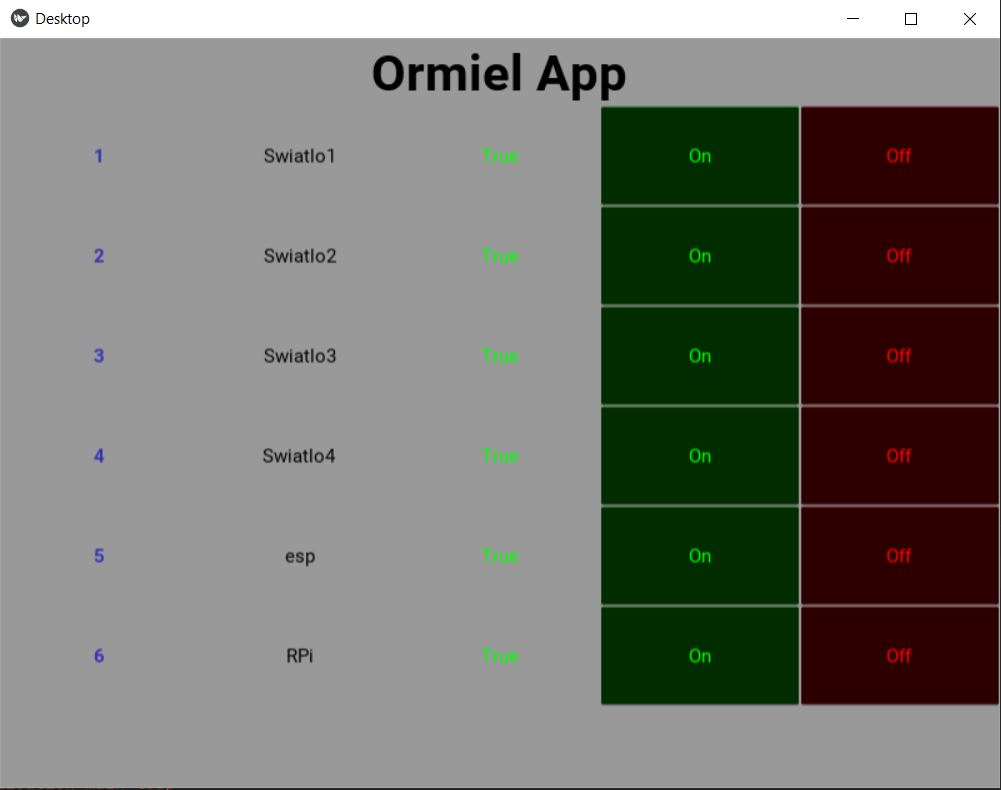 Desktop
Ormiel App
1 Swiatlo1 True On Off
2 Swiatlo2 True On Off
3 Swiatlo3 True On Off
4 Swiatlo4 True On Off
5 esp True On Off
6 RPi True On Off